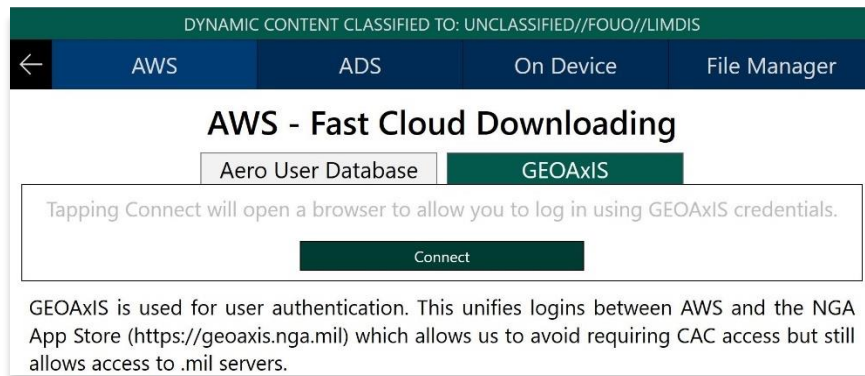 DYNAMIC CONTENT CLASSIFIED TO: UNCLASSIFIED//FOUO//LIMDIS
AWS ADS On Device File Manager
AWS - Fast Cloud Downloading
Aero User Database GEOAxIS
Tapping Connect will open a browser to allow you to log in using GEOAxIS credentials.
Connect
GEOAxIS is used for user authentication. This unifies logins between AWS and the NGA
App Store (https://geoaxis.nga.mil) which allows us to avoid requiring CAC access but still
allows access to .mil servers.